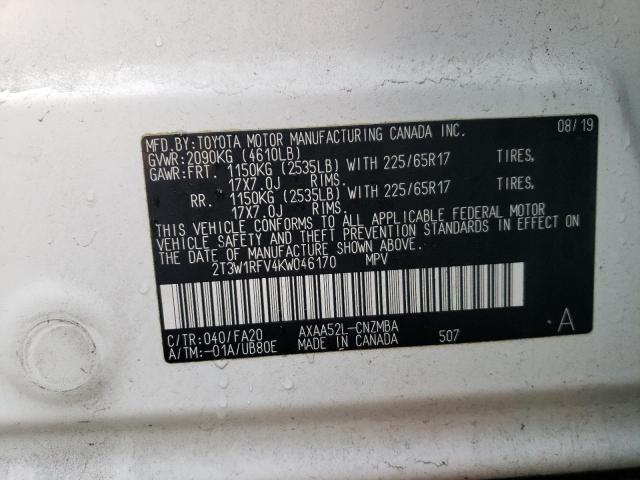 MFD.BY:TOYOTA MOTOR MANUFACTURING CANADA INC. 08/19
GVWR:2090KG (4610LB)
GAWR:FRT. 1150KG (2535LB) WITH 225/65R17 TIRES,
17X7.0J RIMS.
RR. 1150KG (2535LB) WITH 225/65R17 TIRES,
17X7.0J RIMS.
THIS VEHICLE CONFORMS TO ALL APPLICABLE FEDERAL MOTOR
VEHICLE SAFETY AND THEFT PREVENTION STANDARDS IN EFFECT ON
THE DATE OF MANUFACTURE SHOWN ABOVE.
2T3W1RFV4KW046170 MPV
C/TR:040/FA20 AXAA52L-CNZMBA A
A/TM:-01A/UB80E MADE IN CANADA 507